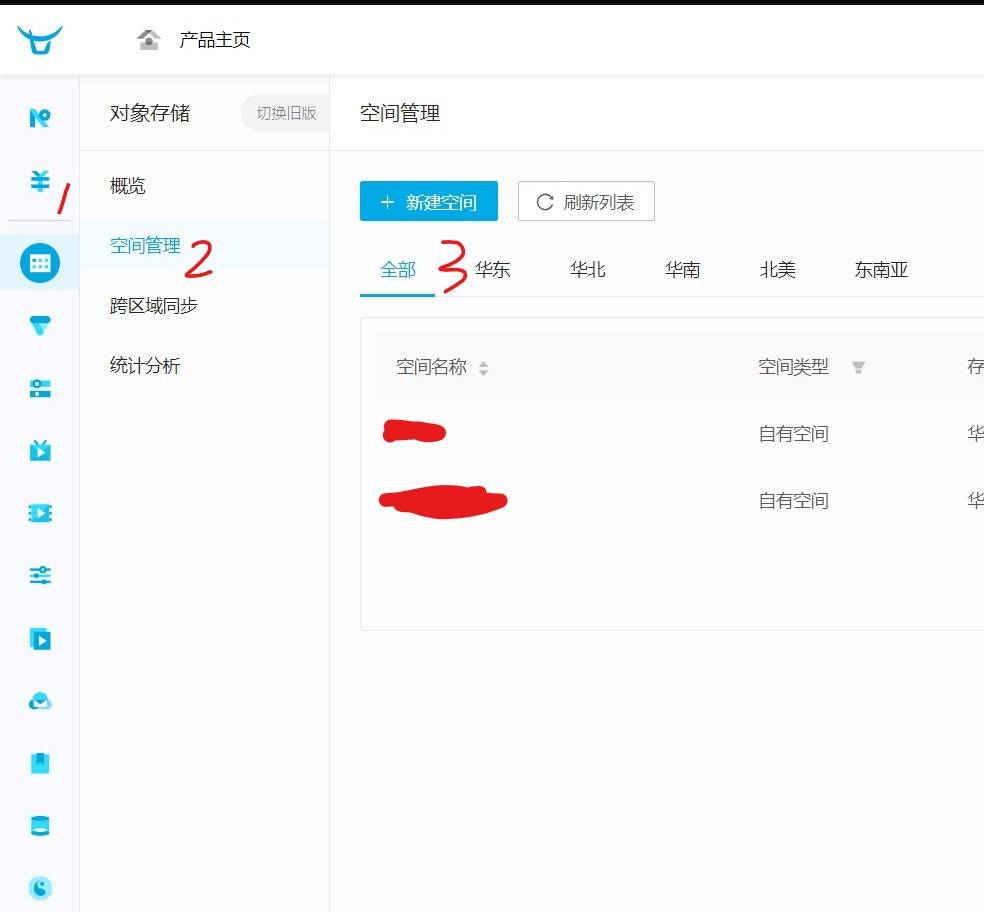 产品主页
对象存储 切换旧版 空间管理
1
概览
+ 新建空间 刷新列表
空间管理 2
全部 3 华东 华北 华南 北美 东南亚
跨区域同步
统计分析
空间名称 空间类型 存
自有空间 华
自有空间 华